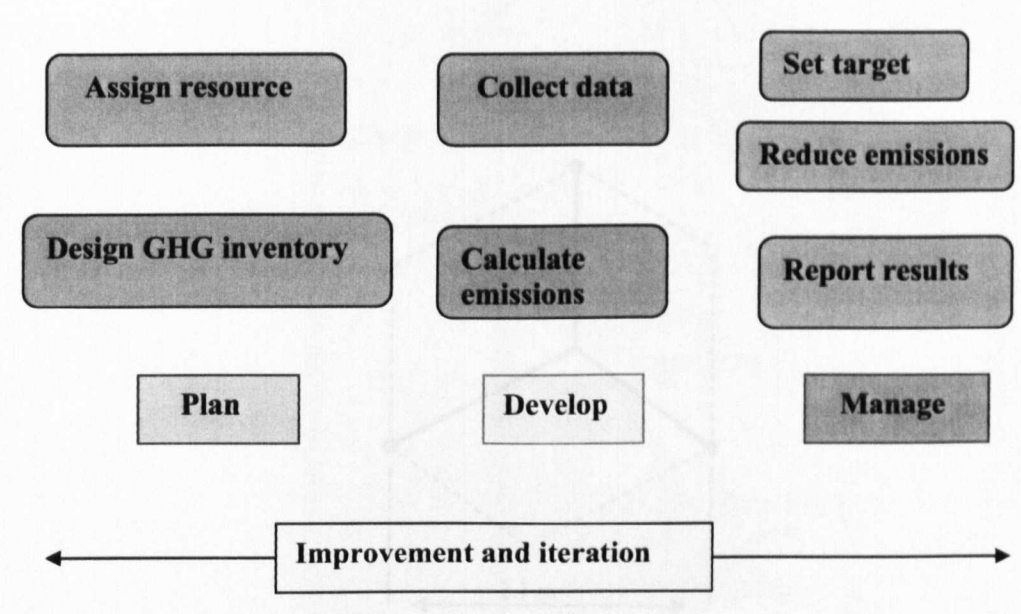 Assign resource
Collect data
Set target
Reduce emissions
Design GHG inventory
Calculate
emissions
Report results
Plan
Develop
Manage
Improvement and iteration